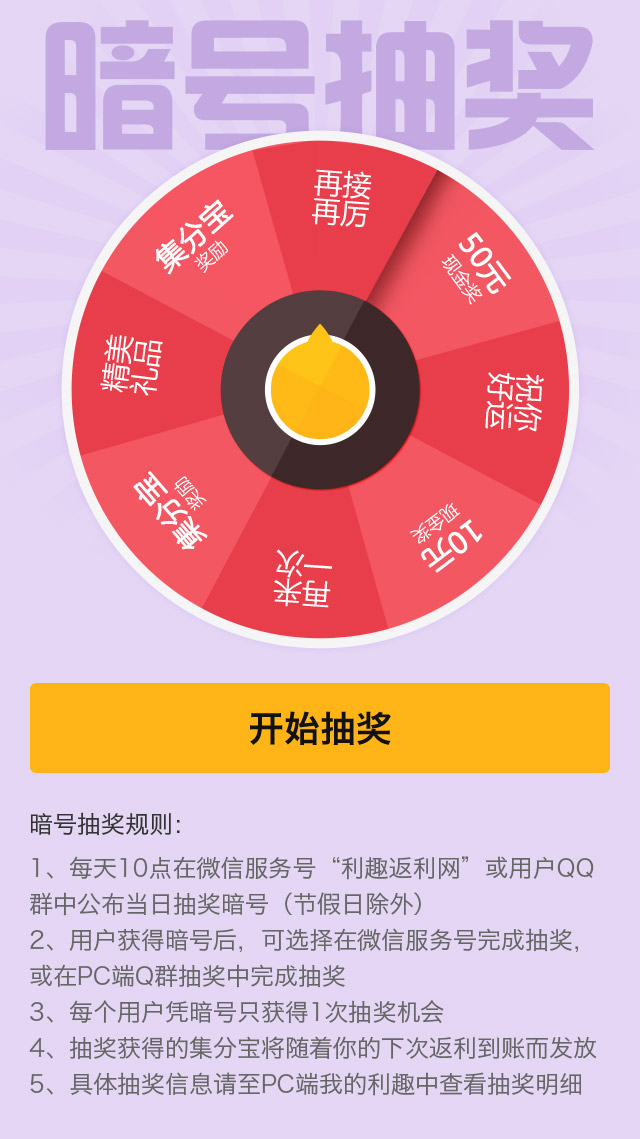 暗号抽奖
再接
再厉
50元
现金奖
祝你
好运
10元
现金奖
再来
一次
集分宝
奖励
精美
礼品
集分宝
奖励
开始抽奖
暗号抽奖规则：
1、每天10点在微信服务号“利趣返利网”或用户QQ
群中公布当日抽奖暗号（节假日除外）
2、用户获得暗号后，可选择在微信服务号完成抽奖，
或在PC端Q群抽奖中完成抽奖
3、每个用户凭暗号只获得1次抽奖机会
4、抽奖获得的集分宝将随着你的下次返利到账而发放
5、具体抽奖信息请至PC端我的利趣中查看抽奖明细